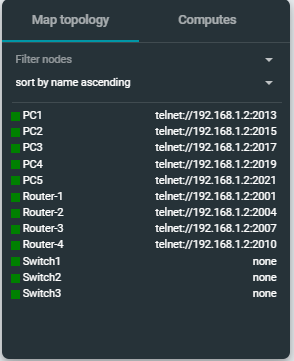 Map topology Computes
Filter nodes
sort by name ascending
PC1 telnet://192.168.1.2:2013
PC2 telnet://192.168.1.2:2015
PC3 telnet://192.168.1.2:2017
PC4 telnet://192.168.1.2:2019
PC5 telnet://192.168.1.2:2021
Router-1 telnet://192.168.1.2:2001
Router-2 telnet://192.168.1.2:2004
Router-3 telnet://192.168.1.2:2007
Router-4 telnet://192.168.1.2:2010
Switch1 none
Switch2 none
Switch3 none